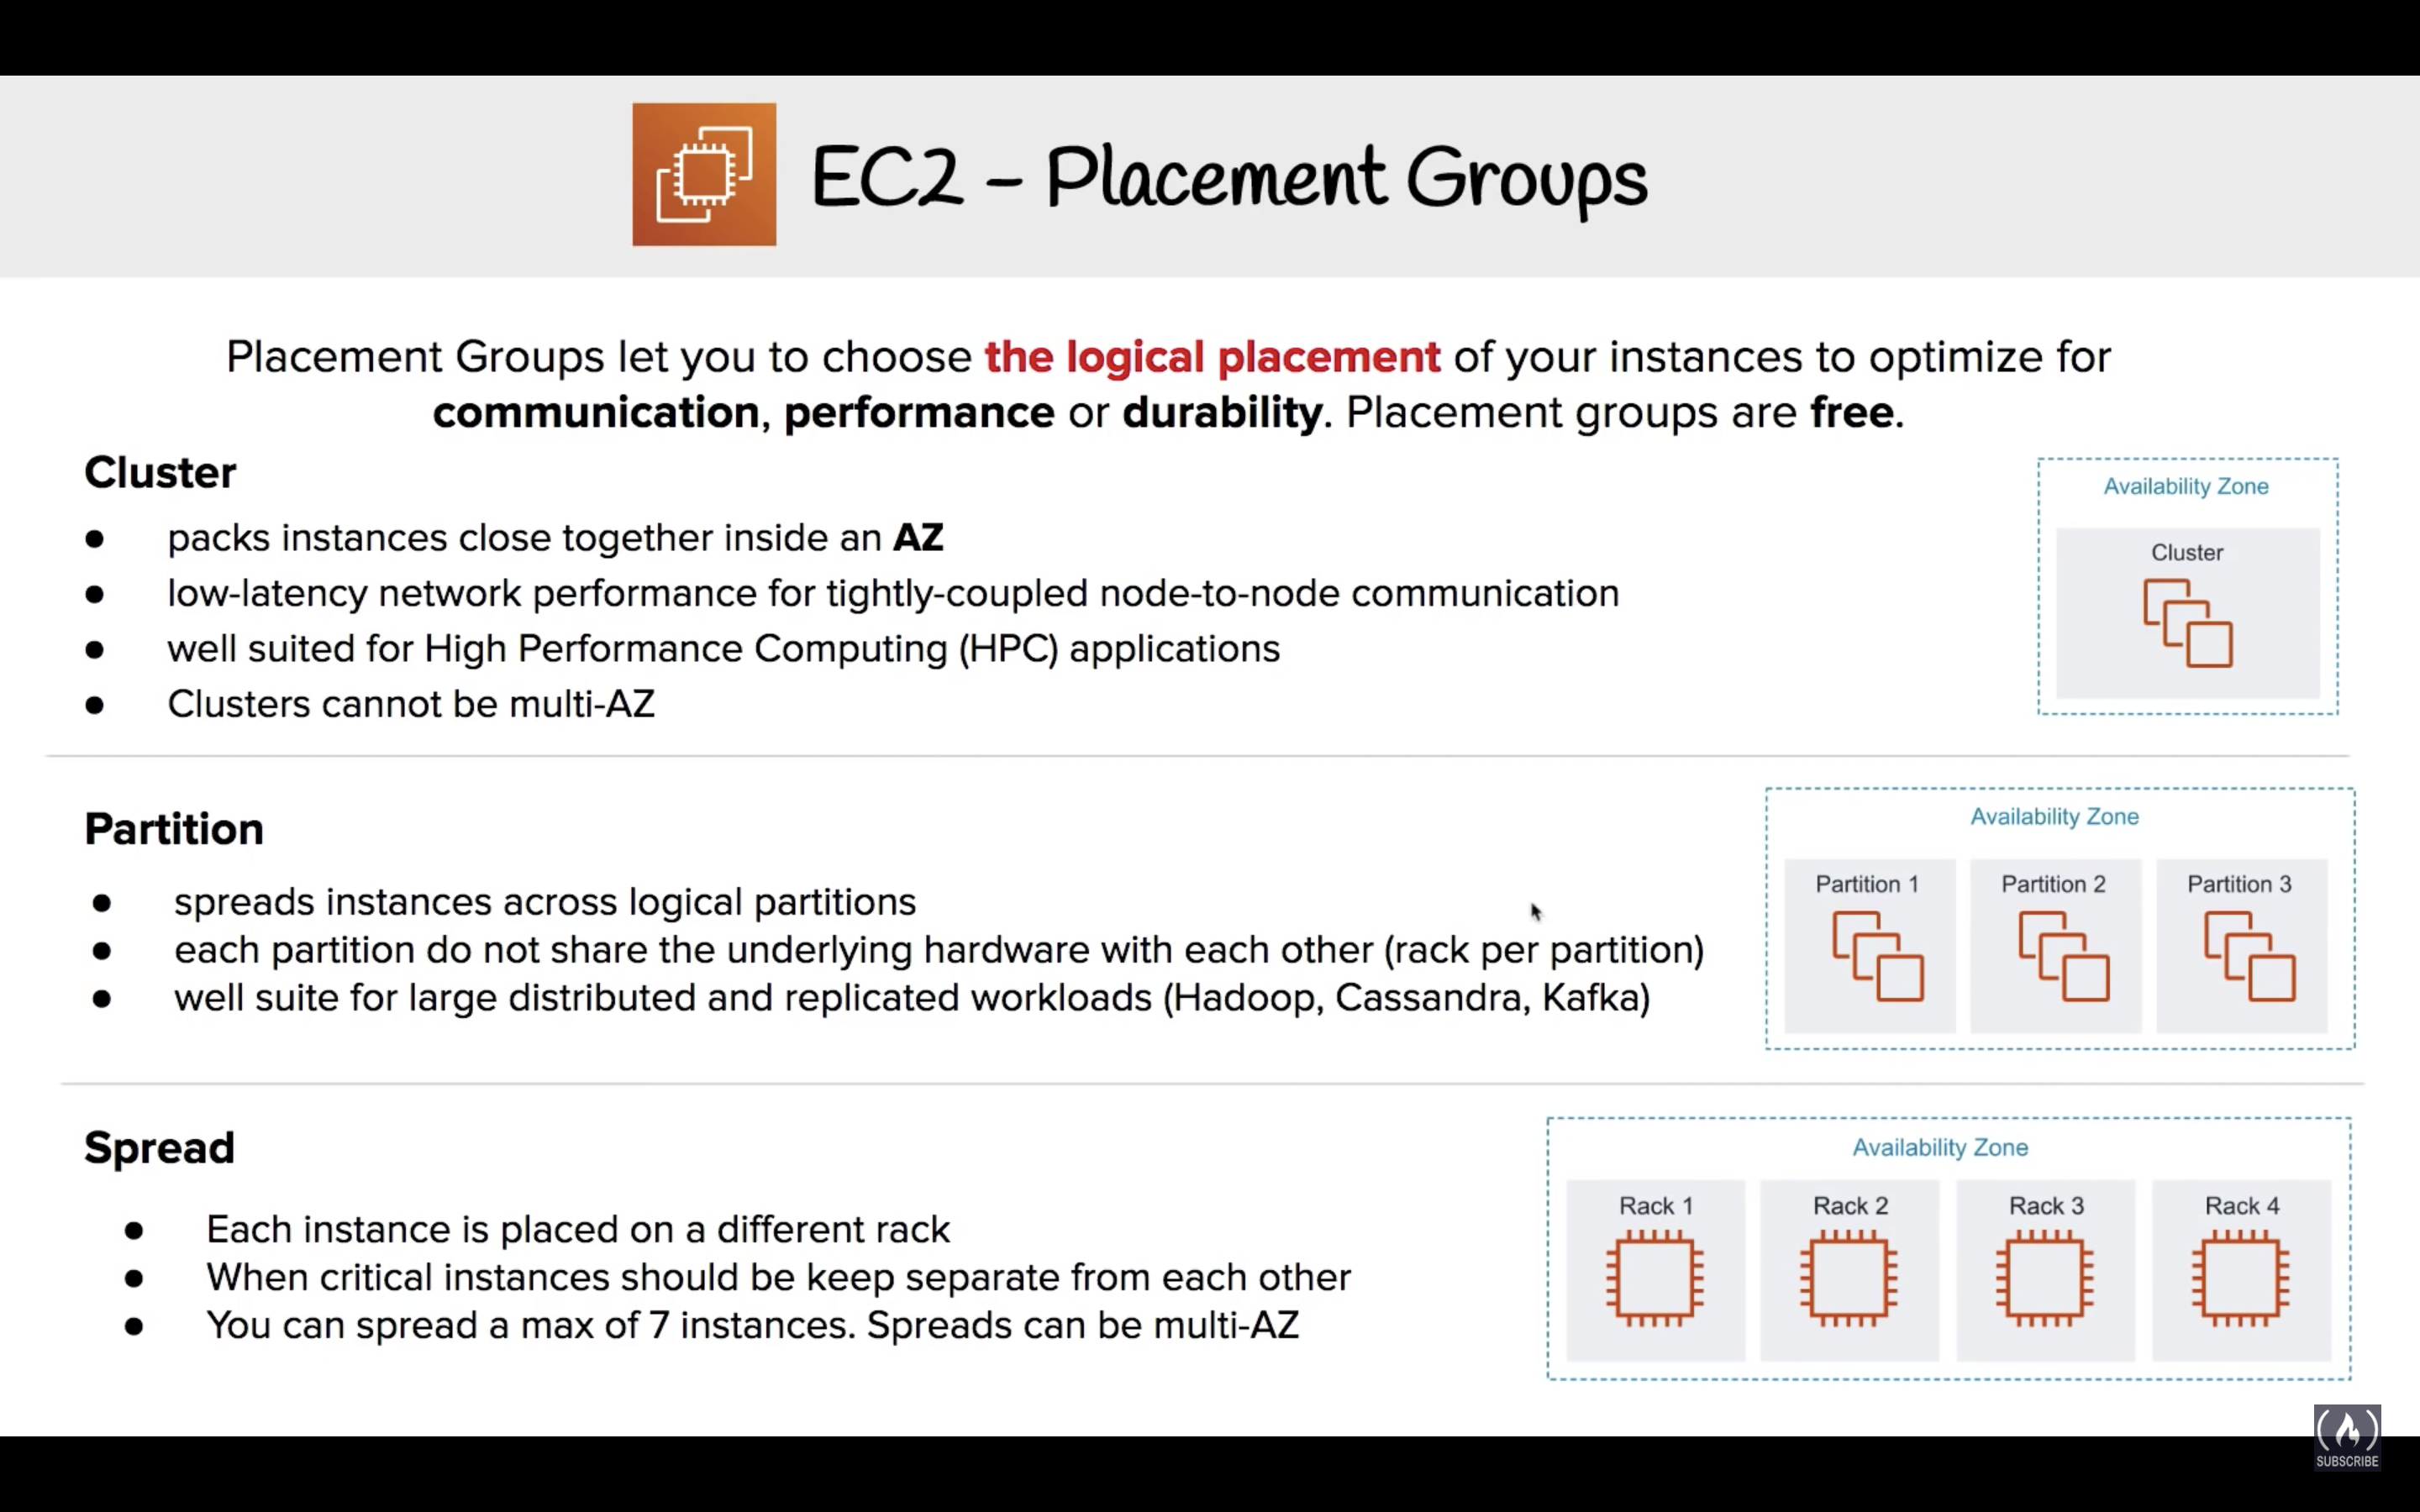 EC2 – Placement Groups
Placement Groups let you to choose the logical placement of your instances to optimize for
communication, performance or durability. Placement groups are free.
Cluster
● packs instances close together inside an AZ
● low-latency network performance for tightly-coupled node-to-node communication
● well suited for High Performance Computing (HPC) applications
● Clusters cannot be multi-AZ
Availability Zone
Cluster
Partition
● spreads instances across logical partitions
● each partition do not share the underlying hardware with each other (rack per partition)
● well suite for large distributed and replicated workloads (Hadoop, Cassandra, Kafka)
Availability Zone
Partition 1 Partition 2 Partition 3
Spread
● Each instance is placed on a different rack
● When critical instances should be keep separate from each other
● You can spread a max of 7 instances. Spreads can be multi-AZ
Availability Zone
Rack 1 Rack 2 Rack 3 Rack 4
SUBSCRIBE